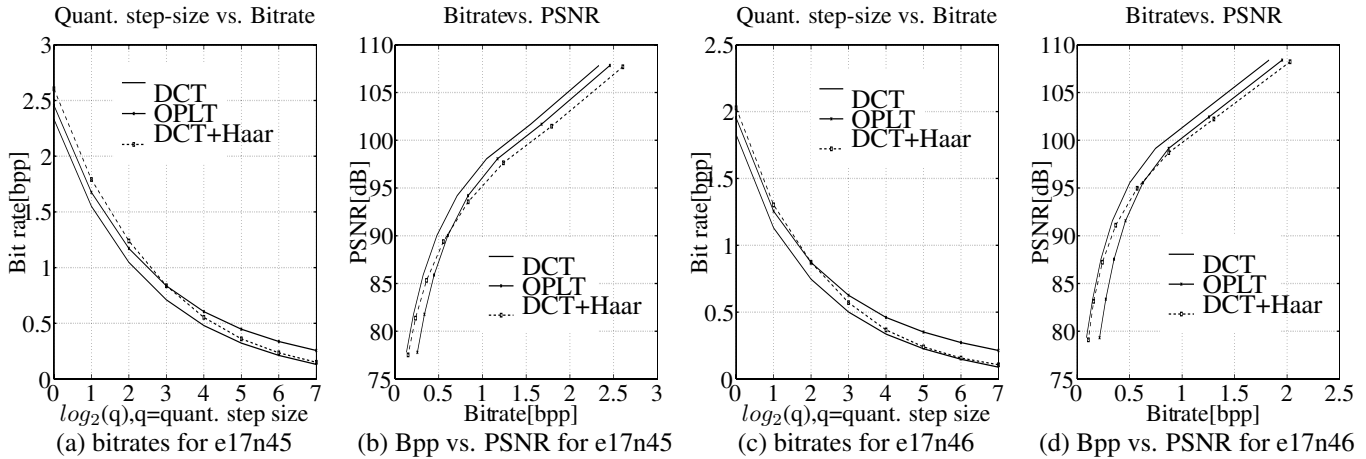 Quant. step-size vs. Bitrate
3
2.5
2
1.5
1
0.5
0
Bit rate[bpp]
DCT
OPLT
DCT+Haar
0 1 2 3 4 5 6 7
log2(q),q=quant. step size
(a) bitrates for e17n45
Bitratevs. PSNR
110
105
100
95
90
85
80
75
PSNR[dB]
DCT
OPLT
DCT+Haar
0 0.5 1 1.5 2 2.5 3
Bitrate[bpp]
(b) Bpp vs. PSNR for e17n45
Quant. step-size vs. Bitrate
2.5
2
1.5
1
0.5
0
Bit rate[bpp]
DCT
OPLT
DCT+Haar
0 1 2 3 4 5 6 7
log2(q),q=quant. step size
(c) bitrates for e17n46
Bitratevs. PSNR
110
105
100
95
90
85
80
75
PSNR[dB]
DCT
OPLT
DCT+Haar
0 0.5 1 1.5 2 2.5
Bitrate[bpp]
(d) Bpp vs. PSNR for e17n46